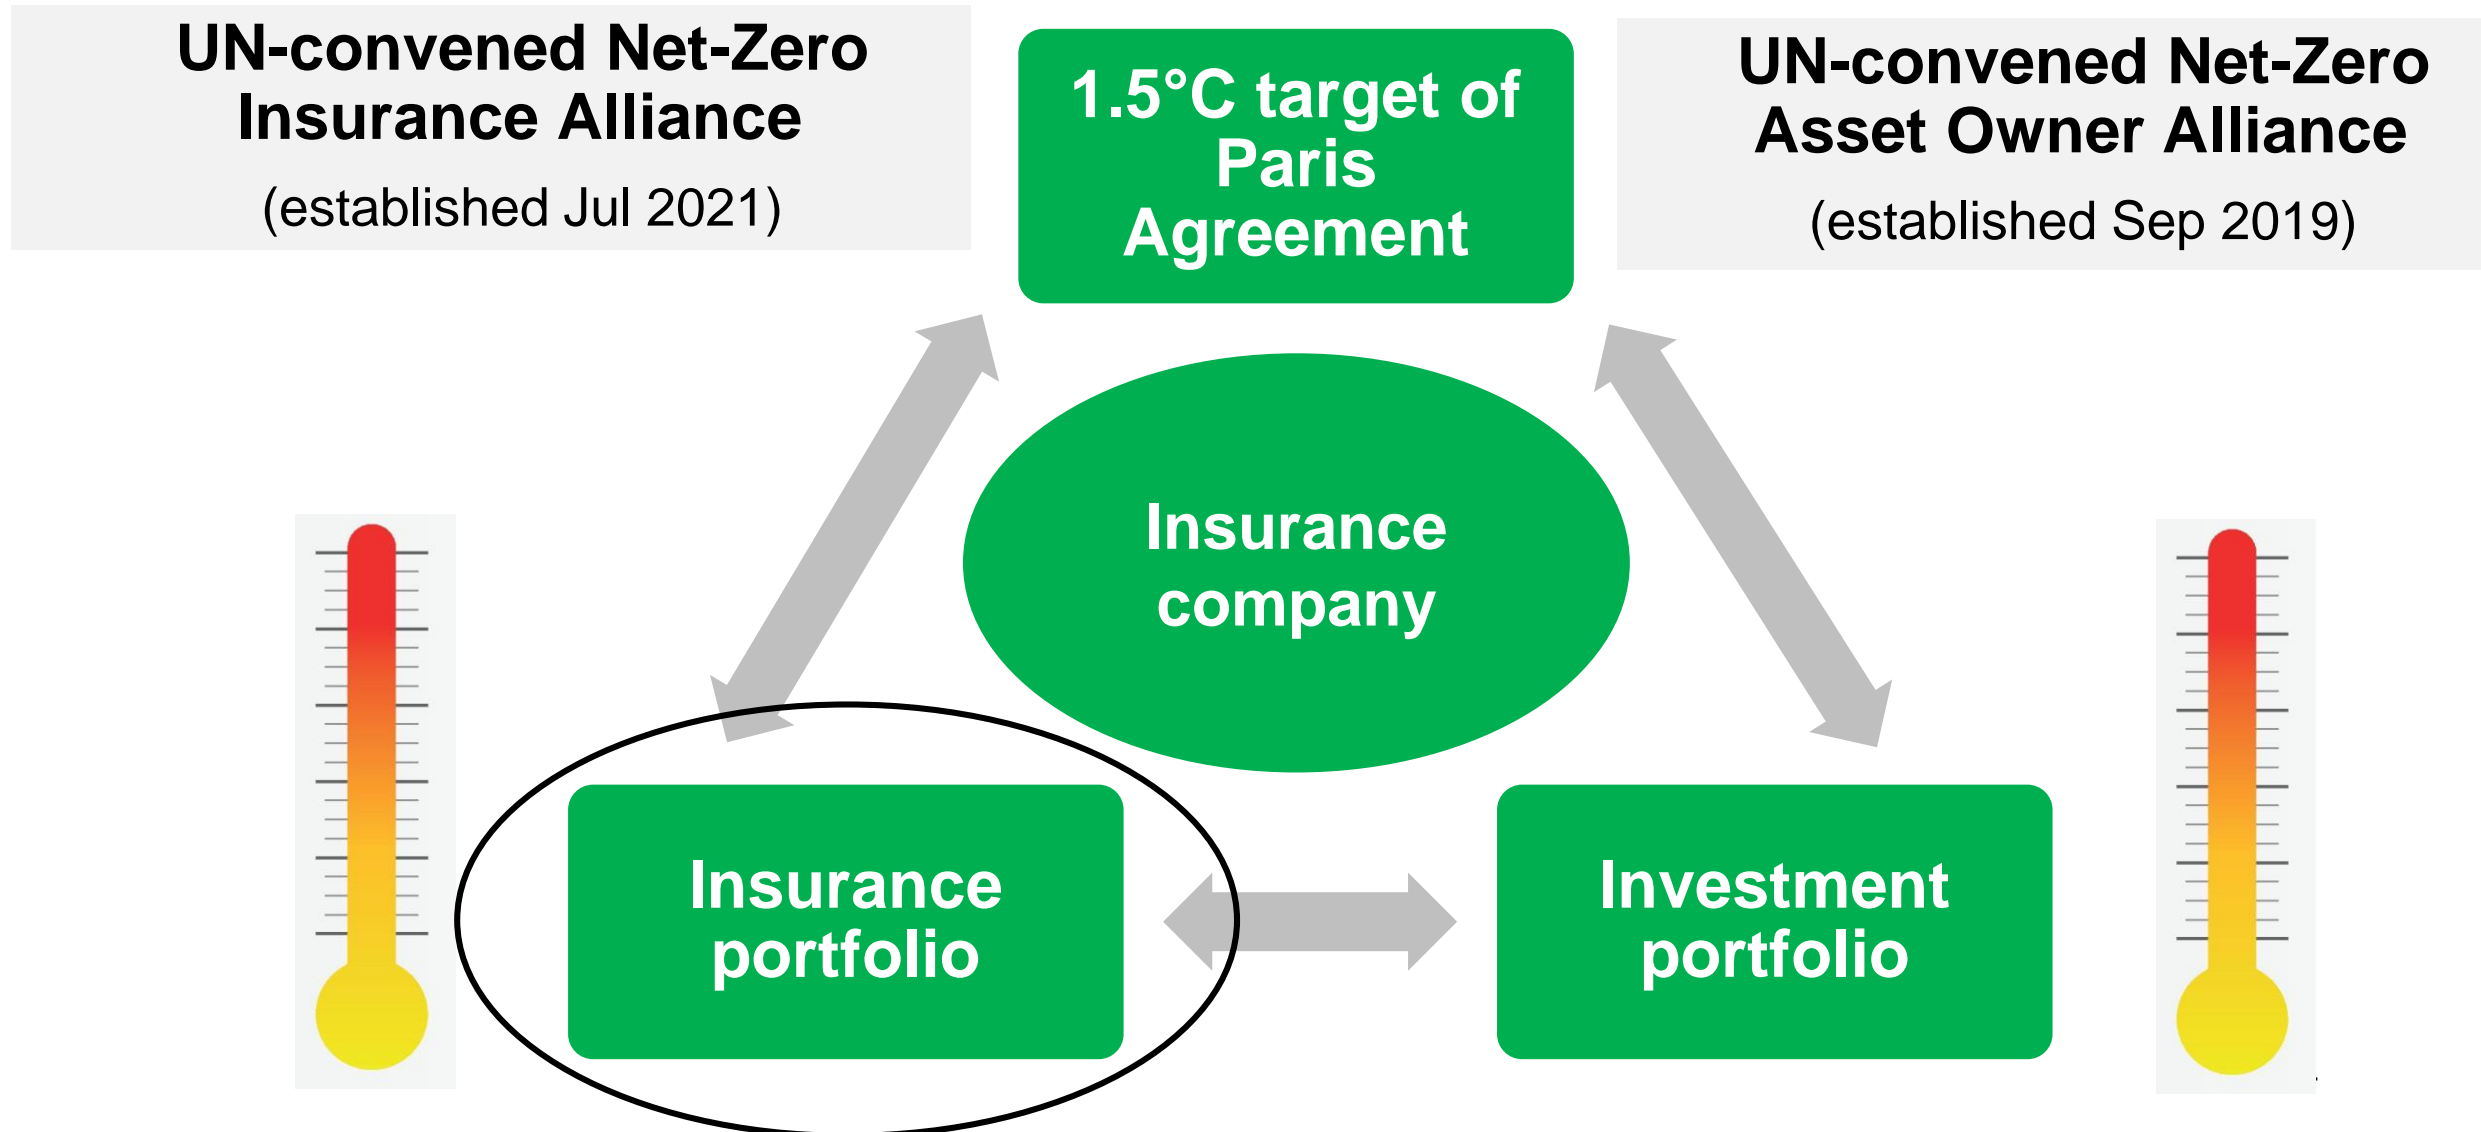 UN-convened Net-Zero
Insurance Alliance
(established Jul 2021)
1.5°C target of
Paris
Agreement
UN-convened Net-Zero
Asset Owner Alliance
(established Sep 2019)
Insurance
company
Insurance
portfolio
Investment
portfolio